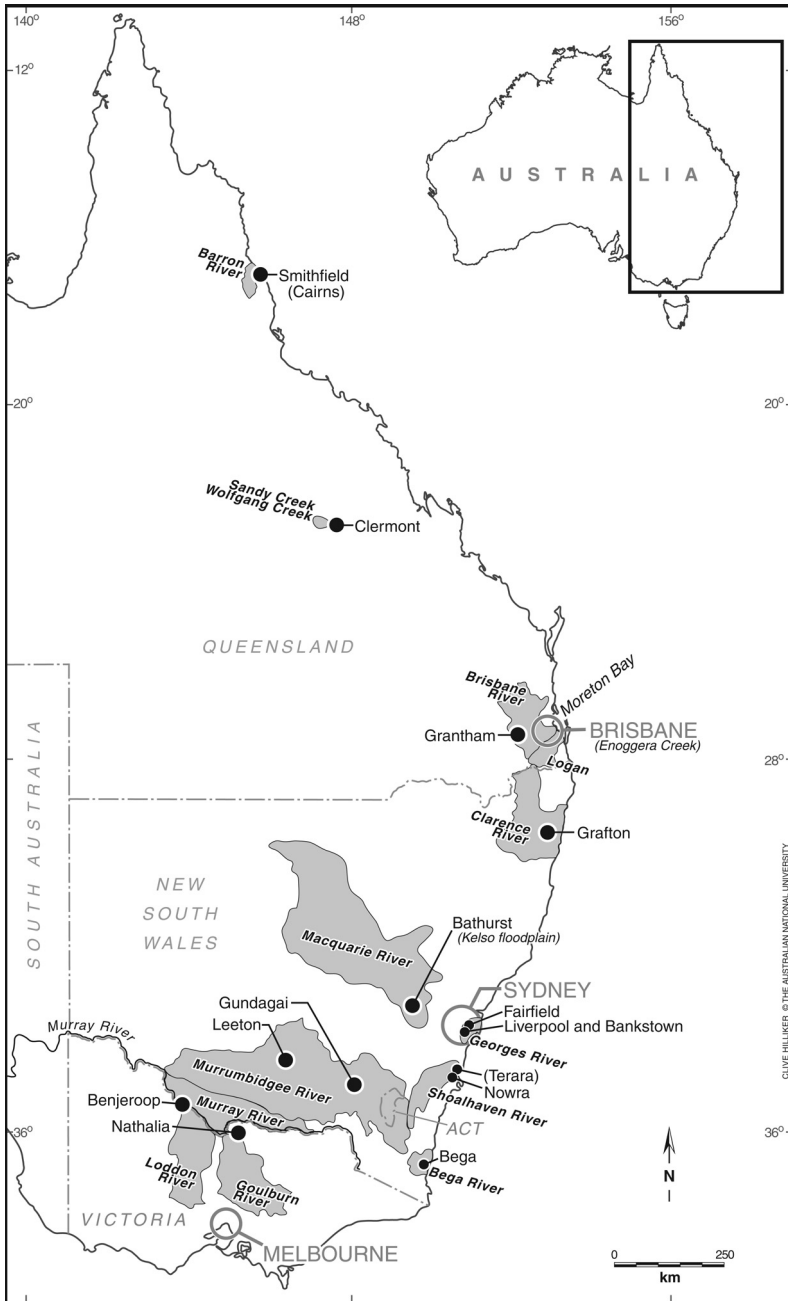 140°
148°
156°
12°
AUSTRALIA
Barron
River
Smithfield
(Cairns)
20°
20°
Sandy Creek
Wolfgang Creek
Clermont
QUEENSLAND
Brisbane
River
Moreton Bay
Grantham
BRISBANE
(Enoggera Creek)
Logan
28°
SOUTH AUSTRALIA
Clarence
River
Grafton
NEW
SOUTH
WALES
Macquarie River
Bathurst
(Kelso floodplain)
SYDNEY
Fairfield
Liverpool and Bankstown
Georges River
Gundagai
Leeton
Murray River
Murrumbidgee River
(Terara)
Nowra
Shoalhaven River
Benjeroop
Murray River
Nathalia
ACT
36°
36°
Bega
Bega River
Loddon
River
Goulburn
River
VICTORIA
MELBOURNE
N
0
250
km
CLIVE HILLIKER © THE AUSTRALIAN NATIONAL UNIVERSITY